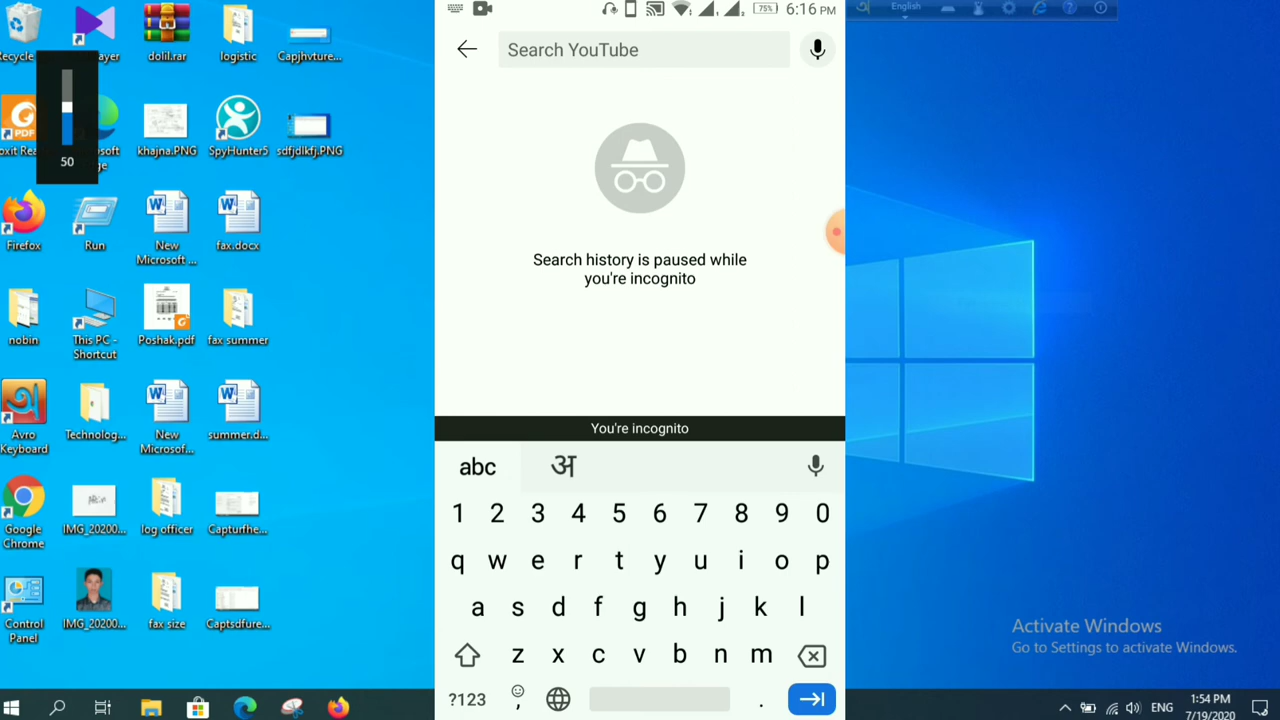 Recycle
ayer
dolil.rar
logistic
Capjhvture...
50
PDF
oxit Rea
osoft
ge
khajna.PNG
SpyHunter5
sdfjdlkfj.PNG
Firefox
Run
New
Microsoft ...
fax.docx
nobin
This PC -
Shortcut
Poshak.pdf
fax summer
Avro
Keyboard
Technolog...
New
Microsof...
summer.d...
Google
Chrome
IMG_20200...
log officer
Capturfhe...
Control
Panel
IMG_20200...
fax size
Captsdfure...
75%
6:16 PM
Search YouTube
Search history is paused while
you're incognito
You're incognito
abc
अ
1 2 3 4 5 6 7 8 9 0
q w e r t y u i o p
a s d f g h j k l
z x c v b n m
?123
,
.
English
Activate Windows
Go to Settings to activate Windows.
ENG
1:54 PM
7/19/2020